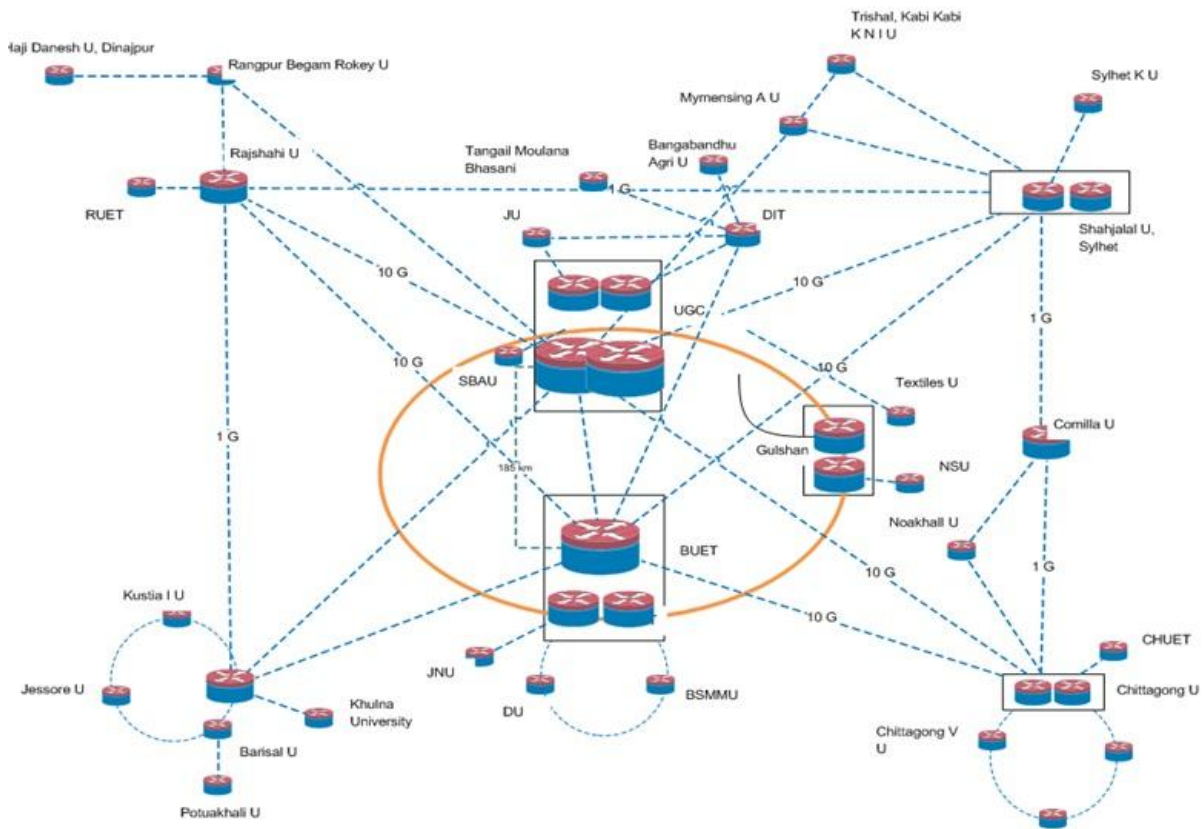 Haji Danesh U, Dinajpur
Rangpur Begam Rokey U
Trishal, Kabi Kabi
K N I U
Sylhet K U
Mymensing A U
Rajshahi U
Tangail Moulana
Bhasani
Bangabandhu
Agri U
RUET
1 G
JU
DIT
Shahjalal U,
Sylhet
10 G
10 G
UGC
1 G
10 G
10 G
SBAU
Textiles U
1 G
Comilla U
Gulshan
185 km
NSU
Noakhall U
BUET
10 G
1 G
Kustia I U
10 G
CHUET
JNU
Jessore U
Khulna
University
DU
BSMMU
Chittagong U
Barisal U
Chittagong V
U
Potuakhali U